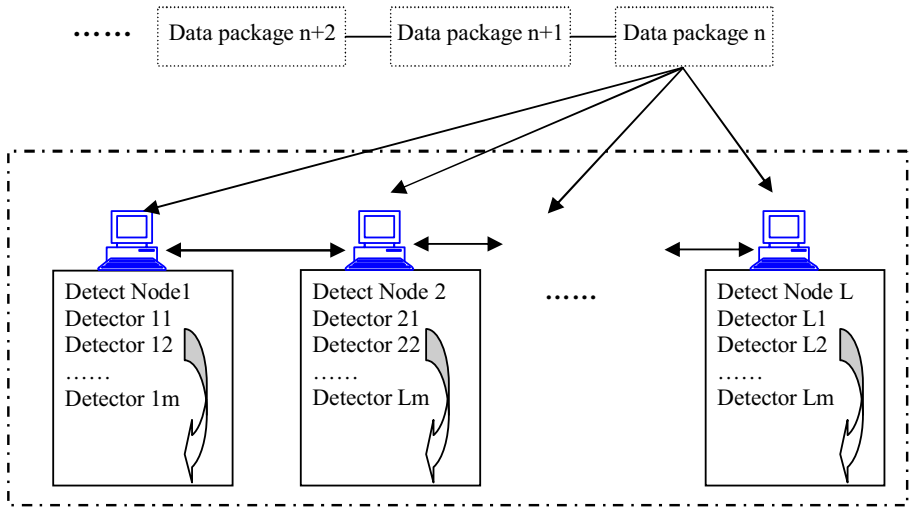 …… Data package n+2 Data package n+1 Data package n
Detect Node1
Detector 11
Detector 12
……
Detector 1m
Detect Node 2
Detector 21
Detector 22
……
Detector Lm
……
Detect Node L
Detector L1
Detector L2
……
Detector Lm